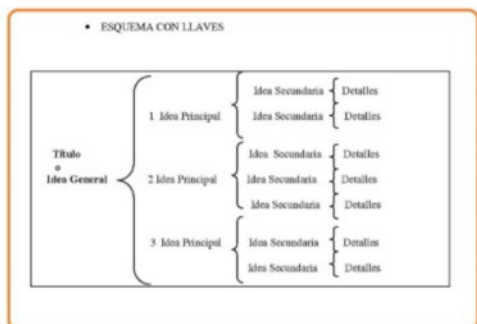 • ESQUEMA CON LLAVES
Idea Secundaria Detalles
1 Idea Principal
Idea Secundaria Detalles
Título
o
Idea General
Idea Secundaria Detalles
2 Idea Principal Idea Secundaria Detalles
Idea Secundaria Detalles
3 Idea Principal Idea Secundaria Detalles
Idea Secundaria Detalles